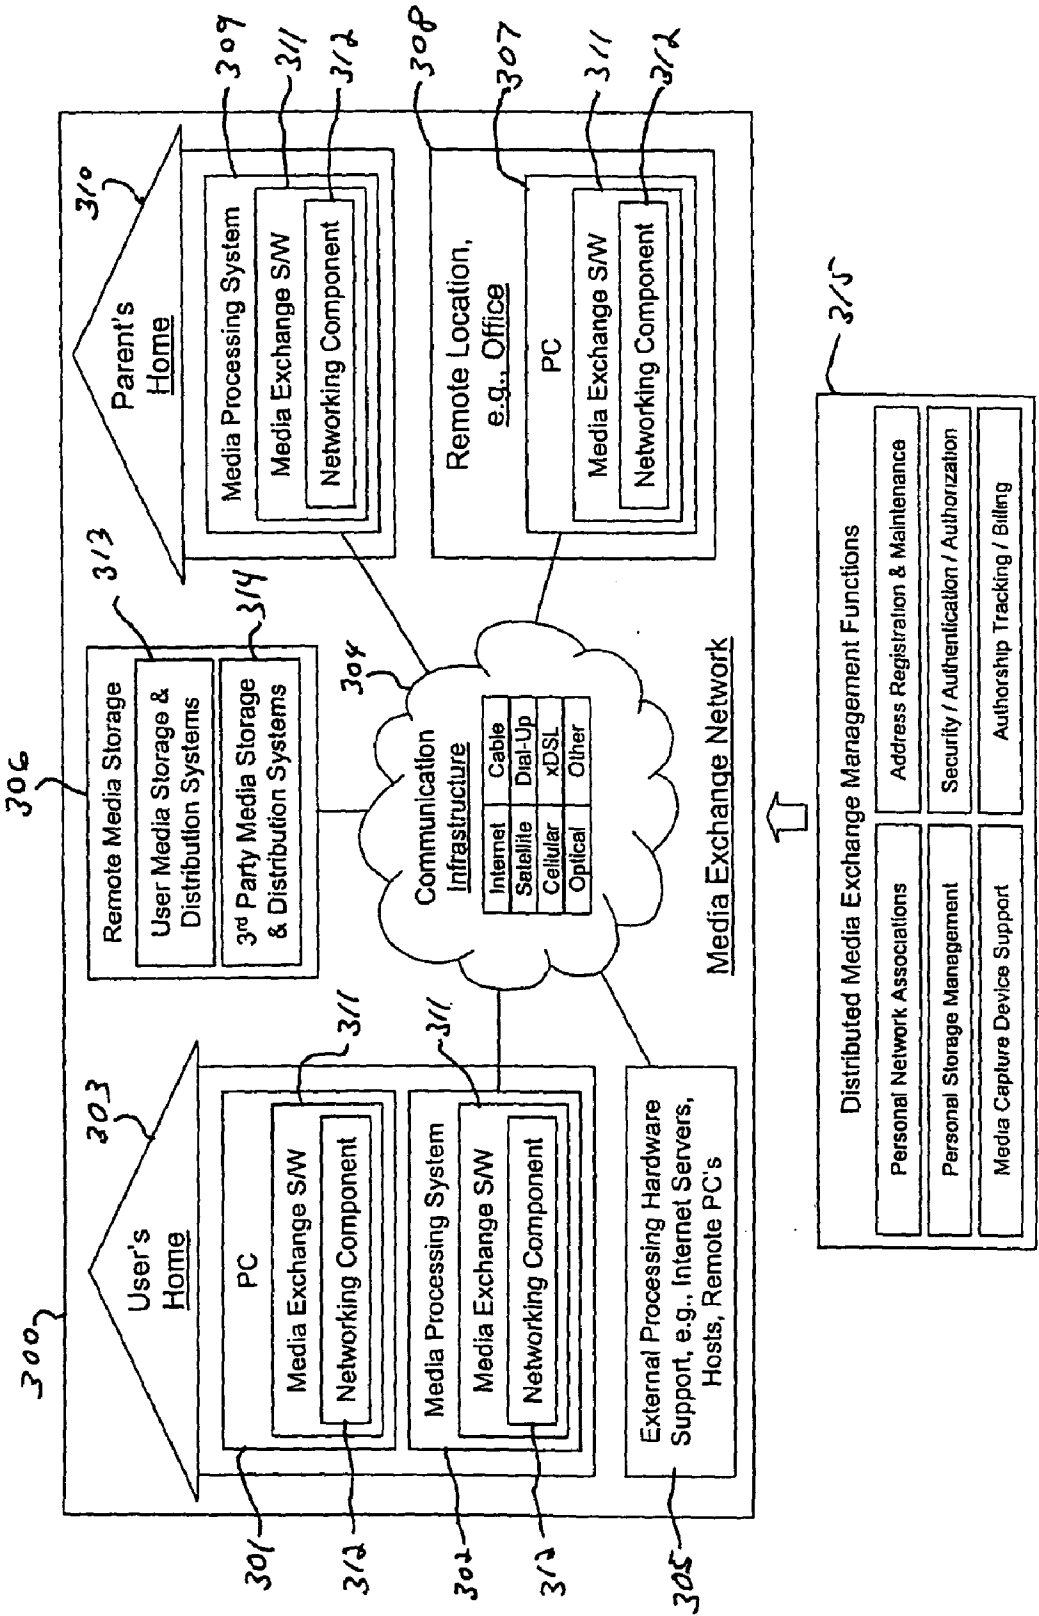 300
303
User's
Home
301
PC
Media Exchange S/W
311
Networking Component
312
302
Media Processing System
Media Exchange S/W
311
Networking Component
312
External Processing Hardware
Support, e.g., Internet Servers,
Hosts, Remote PC's
305
306
Remote Media Storage
User Media Storage &
Distribution Systems
313
3rd Party Media Storage
& Distribution Systems
314
304
Communication
Infrastructure
Internet Cable
Satellite Dial-Up
Cellular xDSL
Optical Other
310
Parent's
Home
309
Media Processing System
311
Media Exchange S/W
312
Networking Component
308
Remote Location,
e.g., Office
307
PC
311
Media Exchange S/W
312
Networking Component
Media Exchange Network
315
Distributed Media Exchange Management Functions
Personal Network Associations
Address Registration & Maintenance
Personal Storage Management
Security / Authentication / Authorization
Media Capture Device Support
Authorship Tracking / Billing